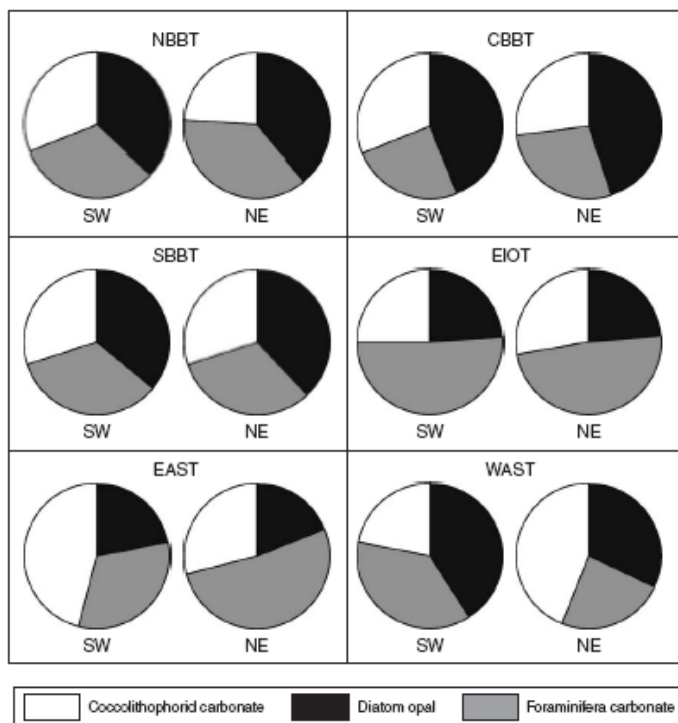 NBBT CBBT
SW NE SW NE
SBBT EIOT
SW NE SW NE
EAST WAST
SW NE SW NE
Coccolithophorid carbonate Diatom opal Foraminifera carbonate